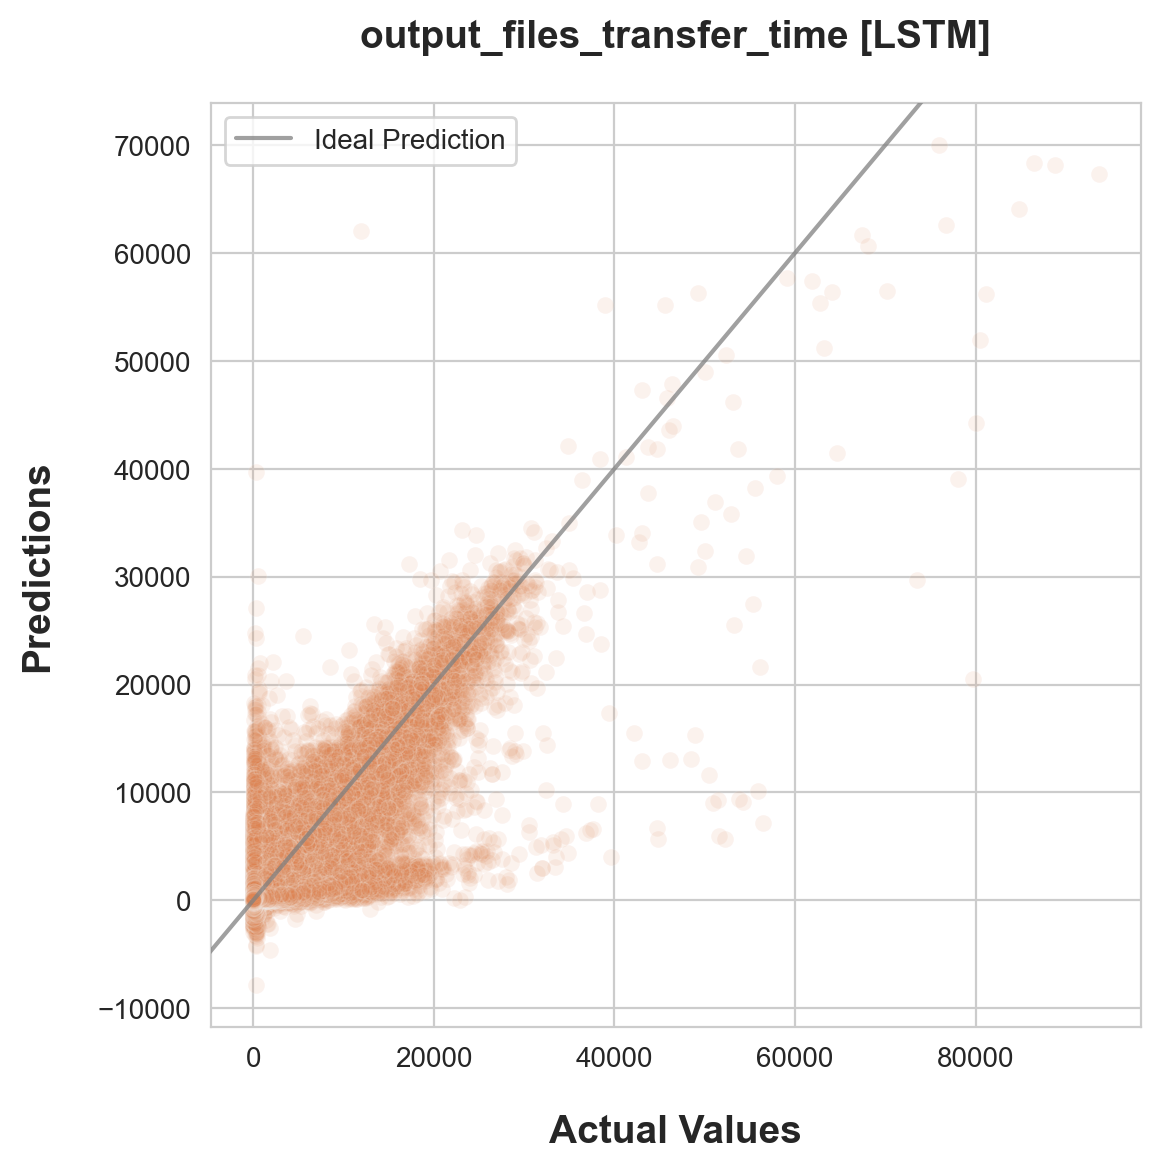 output_files_transfer_time [LSTM]
Ideal Prediction
70000
60000
50000
40000
30000
20000
10000
0
−10000
Predictions
0 20000 40000 60000 80000
Actual Values